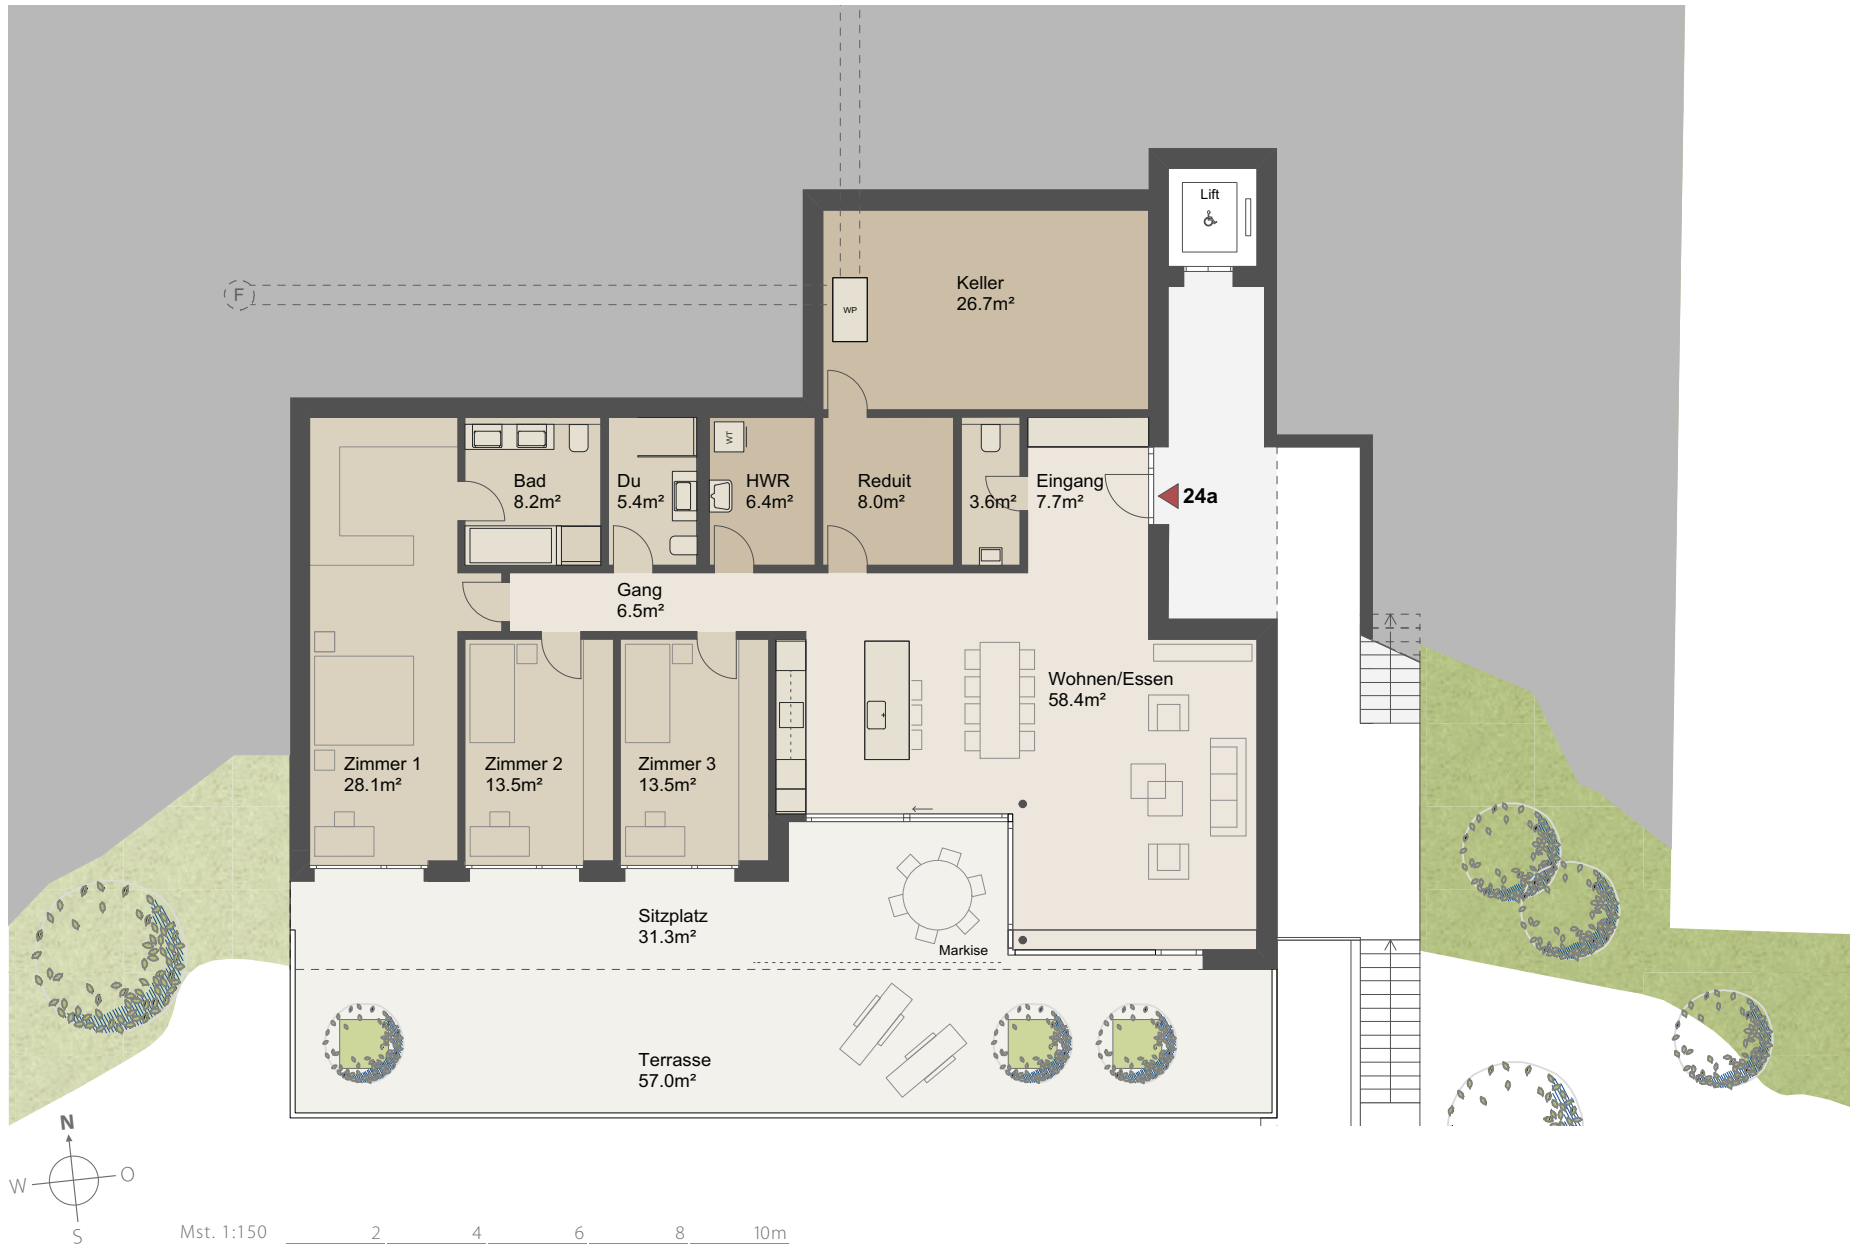 Lift
Keller
26.7m²
WP
F
WT
Bad
8.2m²
Du
5.4m²
HWR
6.4m²
Reduit
8.0m²
3.6m²
Eingang
7.7m²
24a
Gang
6.5m²
Wohnen/Essen
58.4m²
Zimmer 1
28.1m²
Zimmer 2
13.5m²
Zimmer 3
13.5m²
Sitzplatz
31.3m²
Markise
Terrasse
57.0m²
N
W O
S
Mst. 1:150 2 4 6 8 10m